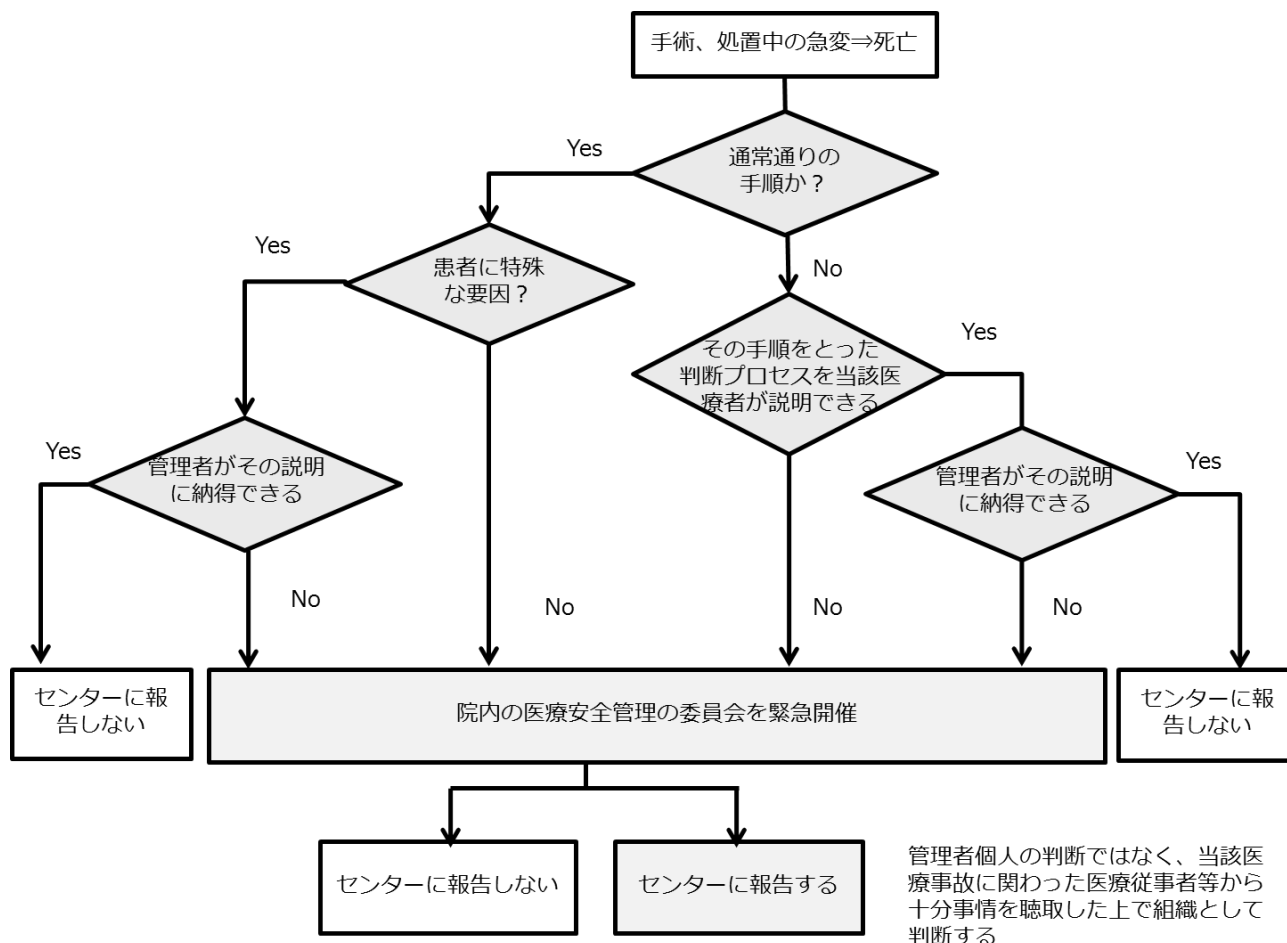 手術、処置中の急変⇒死亡
通常通りの
手順か？
Yes
No
患者に特殊
な要因？
Yes
No
その手順をとった
判断プロセスを当該医
療者が説明できる
Yes
No
管理者がその説明
に納得できる
Yes
No
管理者がその説明
に納得できる
Yes
No
センターに報
告しない
院内の医療安全管理の委員会を緊急開催
センターに報
告しない
センターに報告しない
センターに報告する
管理者個人の判断ではなく、当該医
療事故に関わった医療従事者等から
十分事情を聴取した上で組織として
判断する